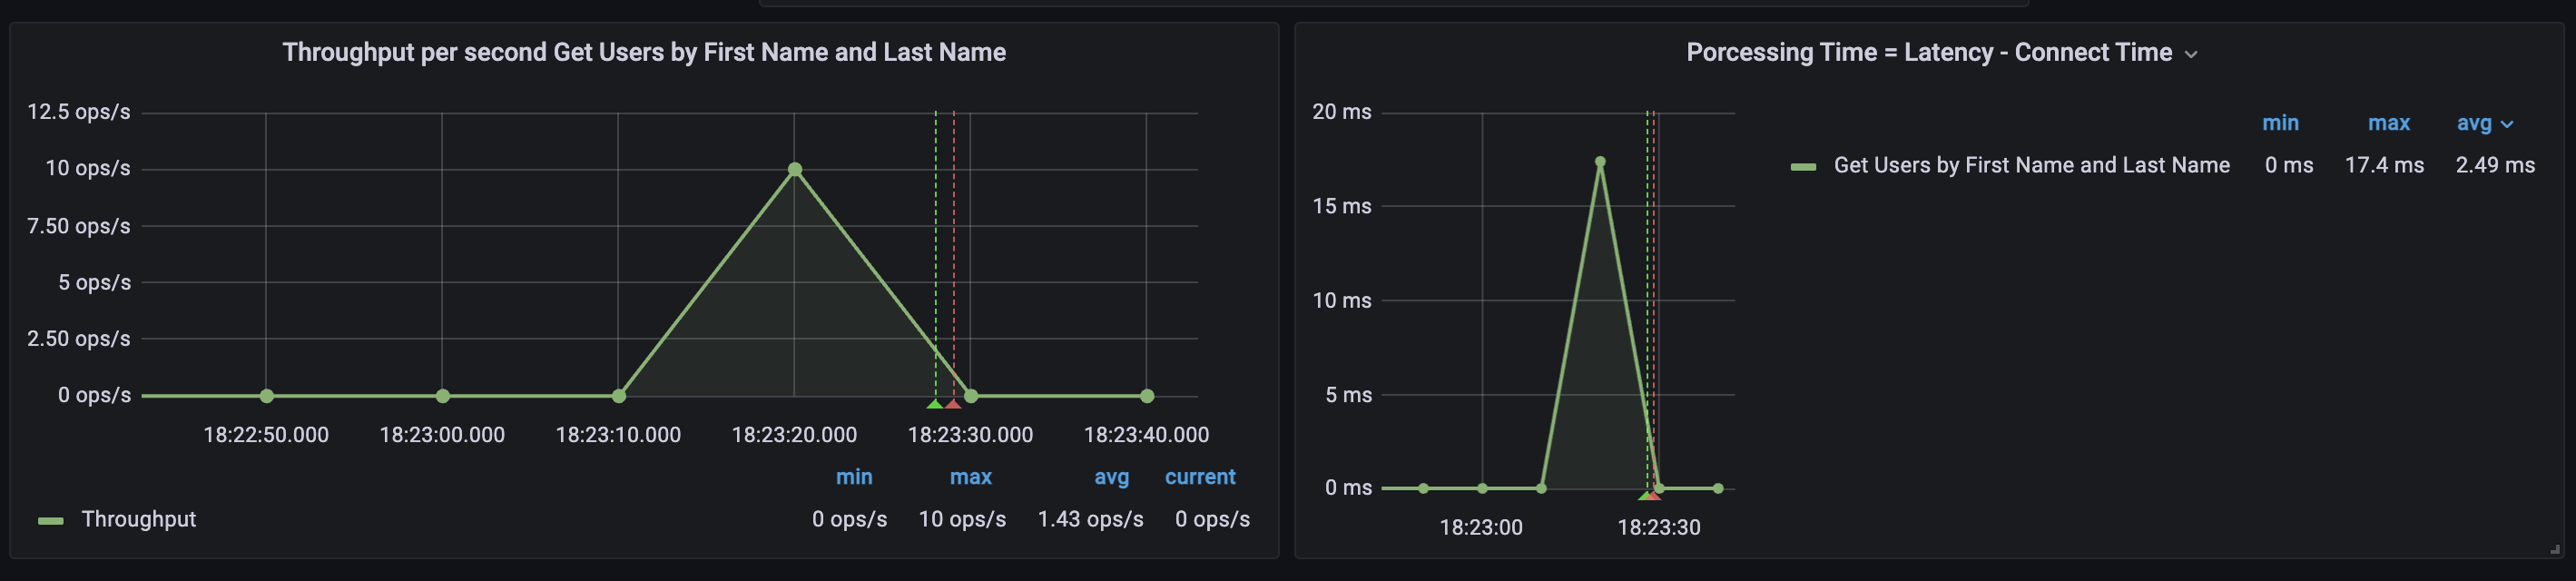 Throughput per second Get Users by First Name and Last Name
12.5 ops/s
10 ops/s
7.50 ops/s
5 ops/s
2.50 ops/s
0 ops/s
18:22:50.000 18:23:00.000 18:23:10.000 18:23:20.000 18:23:30.000 18:23:40.000
min max avg current
Throughput 0 ops/s 10 ops/s 1.43 ops/s 0 ops/s
Porcessing Time = Latency - Connect Time
20 ms
15 ms
10 ms
5 ms
0 ms
18:23:00 18:23:30
min max avg
Get Users by First Name and Last Name 0 ms 17.4 ms 2.49 ms